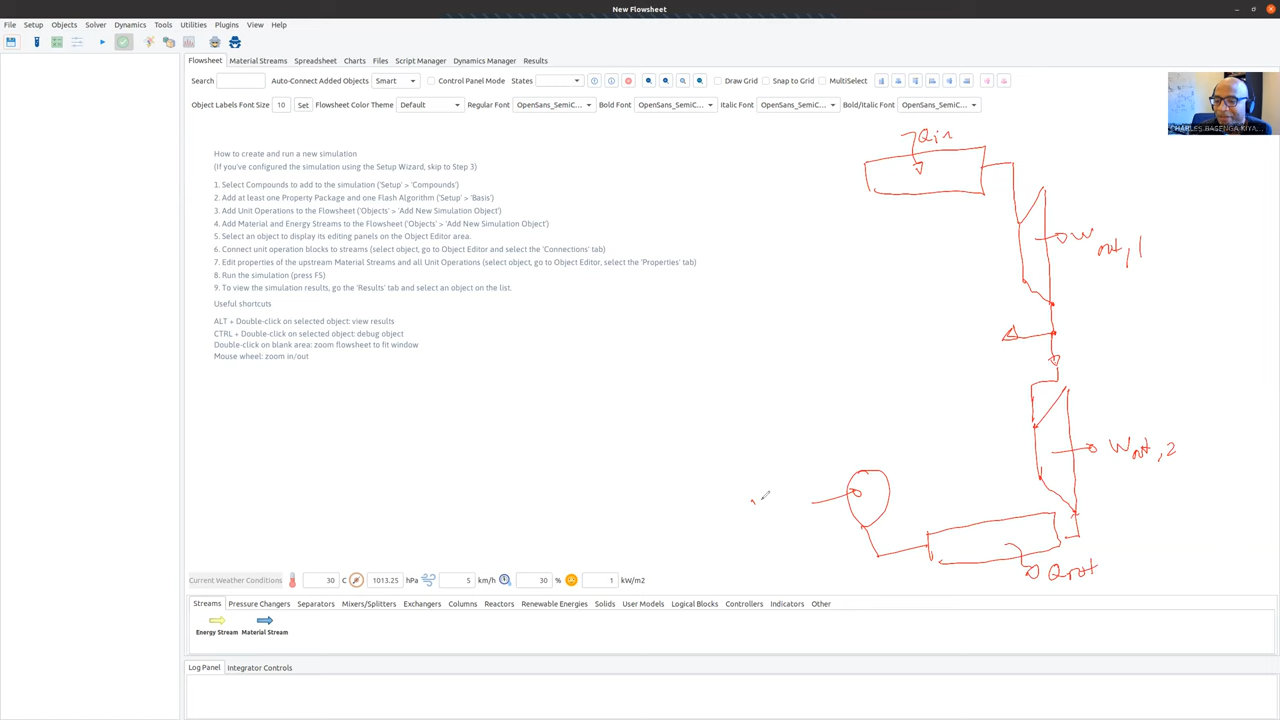 New Flowsheet
File Setup Objects Solver Dynamics Tools Utilities Plugins View Help
Flowsheet Material Streams Spreadsheet Charts Files Script Manager Dynamics Manager Results
Search Auto-Connect Added Objects Smart Control Panel Mode States Draw Grid Snap to Grid MultiSelect
Object Labels Font Size 10 Set Flowsheet Color Theme Default Regular Font OpenSans_SemiC... Bold Font OpenSans_SemiC... Italic Font OpenSans_SemiC... Bold/Italic Font OpenSans_SemiC...
CHARLES BASENGA KIYA...
Qin
How to create and run a new simulation
(If you've configured the simulation using the Setup Wizard, skip to Step 3)
1. Select Compounds to add to the simulation ('Setup' > 'Compounds')
2. Add at least one Property Package and one Flash Algorithm ('Setup' > 'Basis')
3. Add Unit Operations to the Flowsheet ('Objects' > 'Add New Simulation Object')
4. Add Material and Energy Streams to the Flowsheet ('Objects' > 'Add New Simulation Object')
5. Select an object to display its editing panels on the Object Editor area.
6. Connect unit operation blocks to streams (select object, go to Object Editor and select the 'Connections' tab)
7. Edit properties of the upstream Material Streams and all Unit Operations (select object, go to Object Editor, select the 'Properties' tab)
8. Run the simulation (press F5)
9. To view the simulation results, go the 'Results' tab and select an object on the list.
Useful shortcuts
ALT + Double-click on selected object: view results
CTRL + Double-click on selected object: debug object
Double-click on blank area: zoom flowsheet to fit window
Mouse wheel: zoom in/out
Wout,1
Wout,2
Qout
Current Weather Conditions 30 C 1013.25 hPa 5 km/h 30 % 1 kW/m2
Streams Pressure Changers Separators Mixers/Splitters Exchangers Columns Reactors Renewable Energies Solids User Models Logical Blocks Controllers Indicators Other
Energy Stream Material Stream
Log Panel Integrator Controls